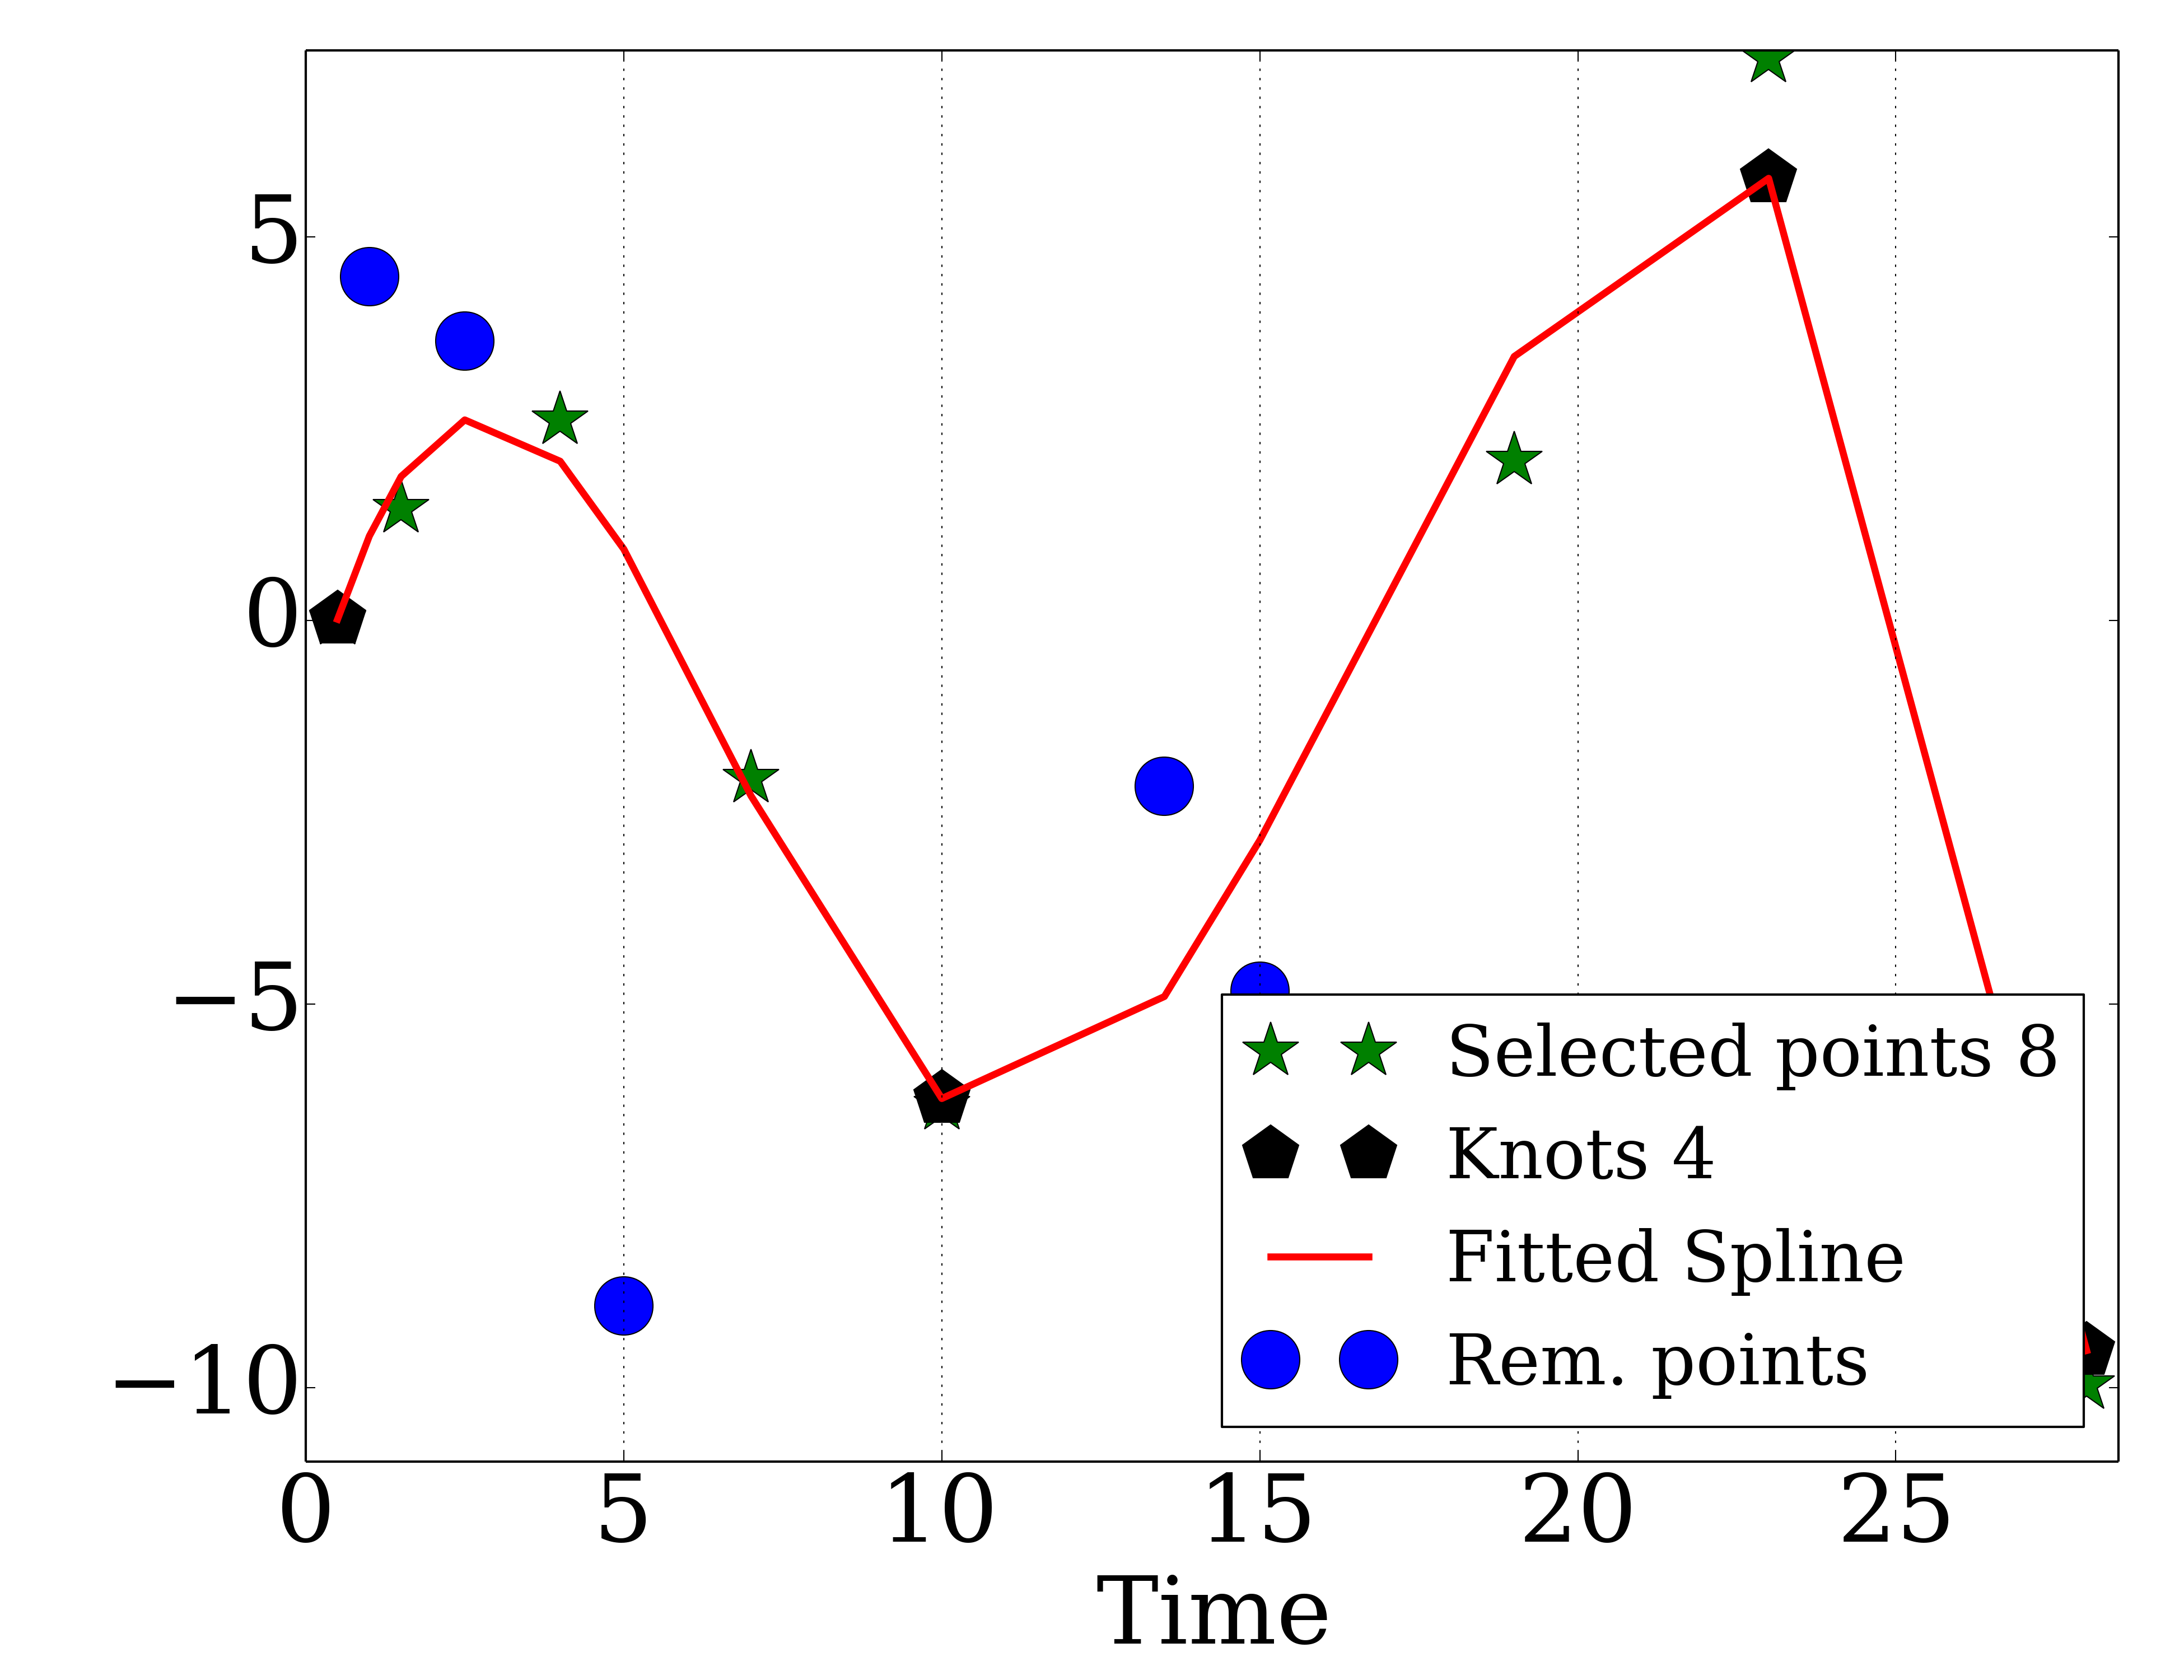 5
0
−5
−10
0 5 10 15 20 25
Time
Selected points 8
Knots 4
Fitted Spline
Rem. points